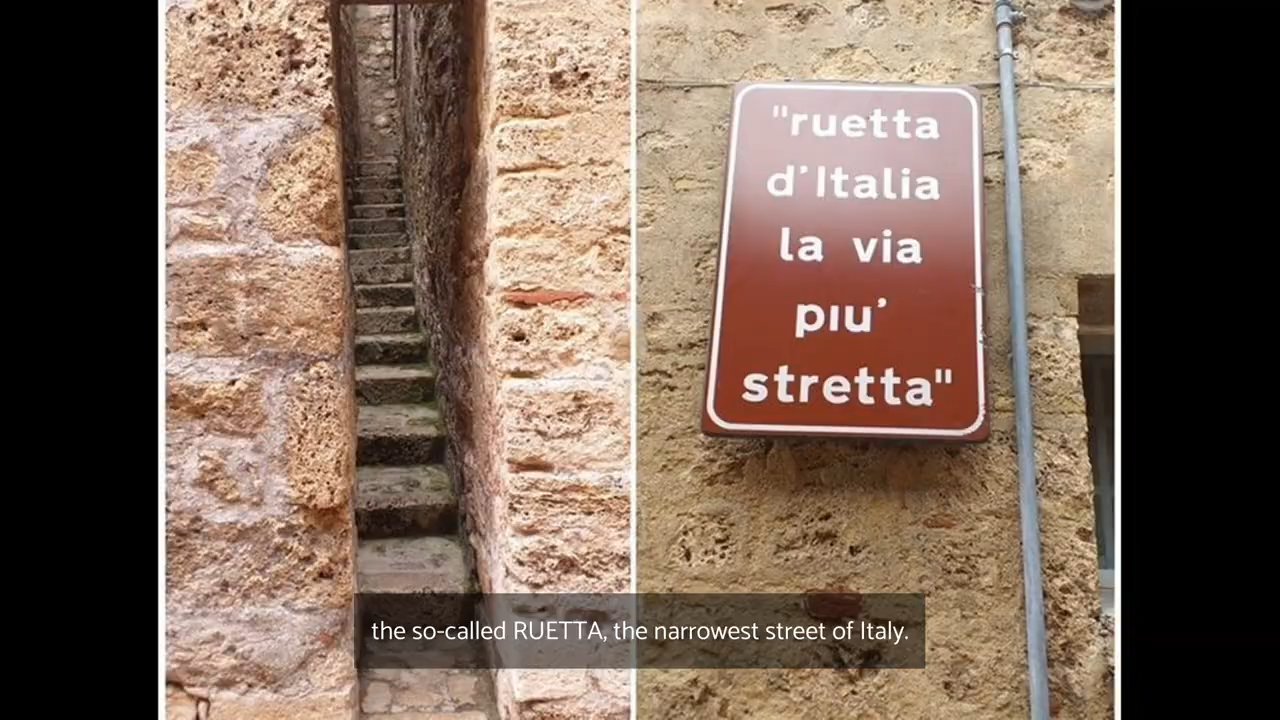 "ruetta
d'Italia
la via
piu'
stretta"
the so-called RUETTA, the narrowest street of Italy.